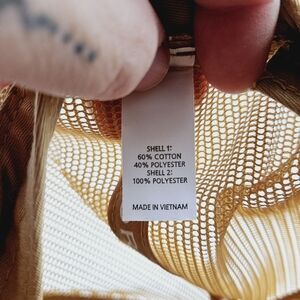 SHELL 1:
60% COTTON
40% POLYESTER
SHELL 2:
100% POLYESTER
MADE IN VIETNAM